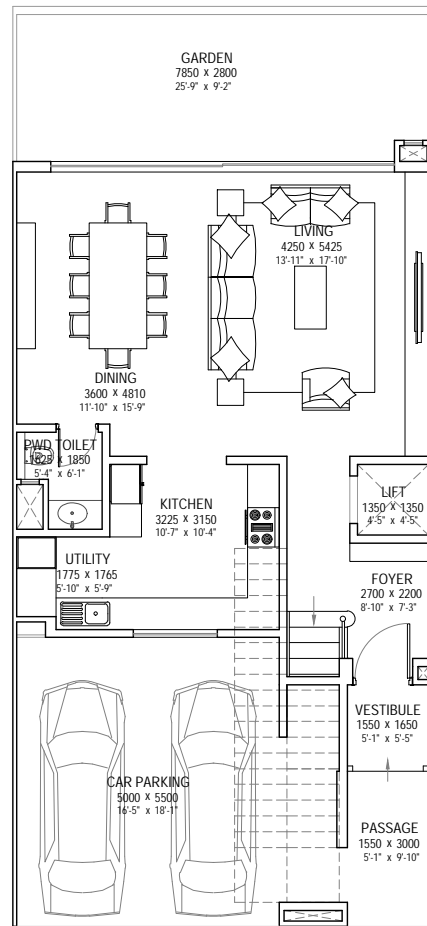 GARDEN
7850 x 2800
25'-9" x 9'-2"
LIVING
4250 x 5425
13'-11" x 17'-10"
DINING
3600 x 4810
11'-10" x 15'-9"
PWD TOILET
1625 x 1850
5'-4" x 6'-1"
KITCHEN
3225 x 3150
10'-7" x 10'-4"
LIFT
1350 x 1350
4'-5" x 4'-5"
UTILITY
1775 x 1765
5'-10" x 5'-9"
FOYER
2700 x 2200
8'-10" x 7'-3"
VESTIBULE
1550 x 1650
5'-1" x 5'-5"
CAR PARKING
5000 x 5500
16'-5" x 18'-1"
PASSAGE
1550 x 3000
5'-1" x 9'-10"